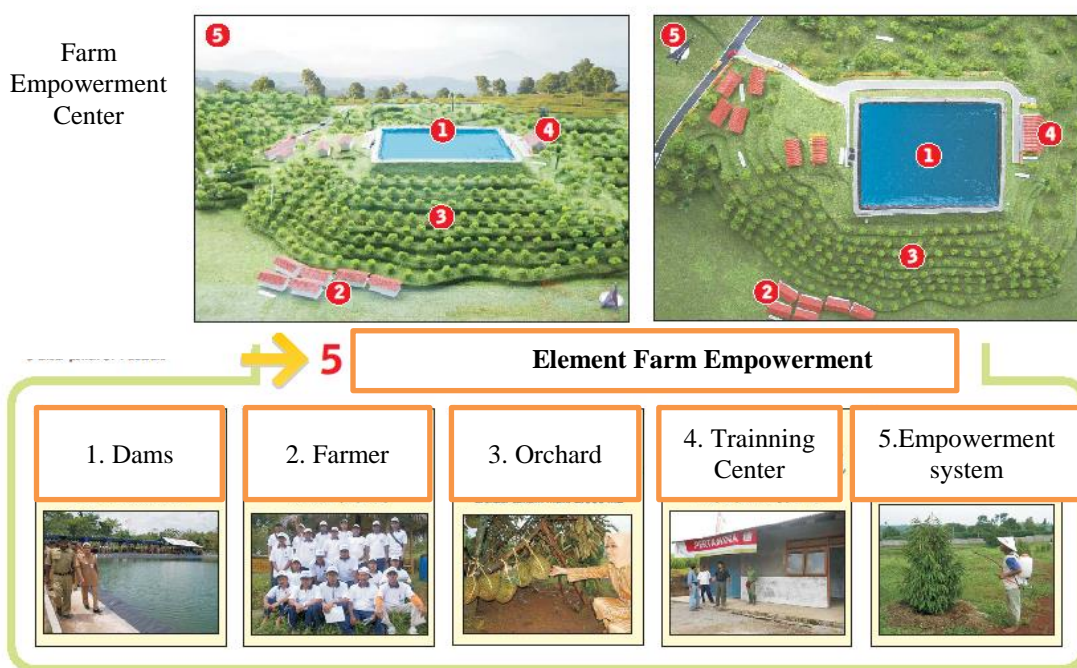 Farm
Empowerment
Center
5
1
4
3
2
5
1
4
3
2
5
Element Farm Empowerment
1. Dams
2. Farmer
3. Orchard
4. Trainning
Center
5.Empowerment
system
PERTAMINA